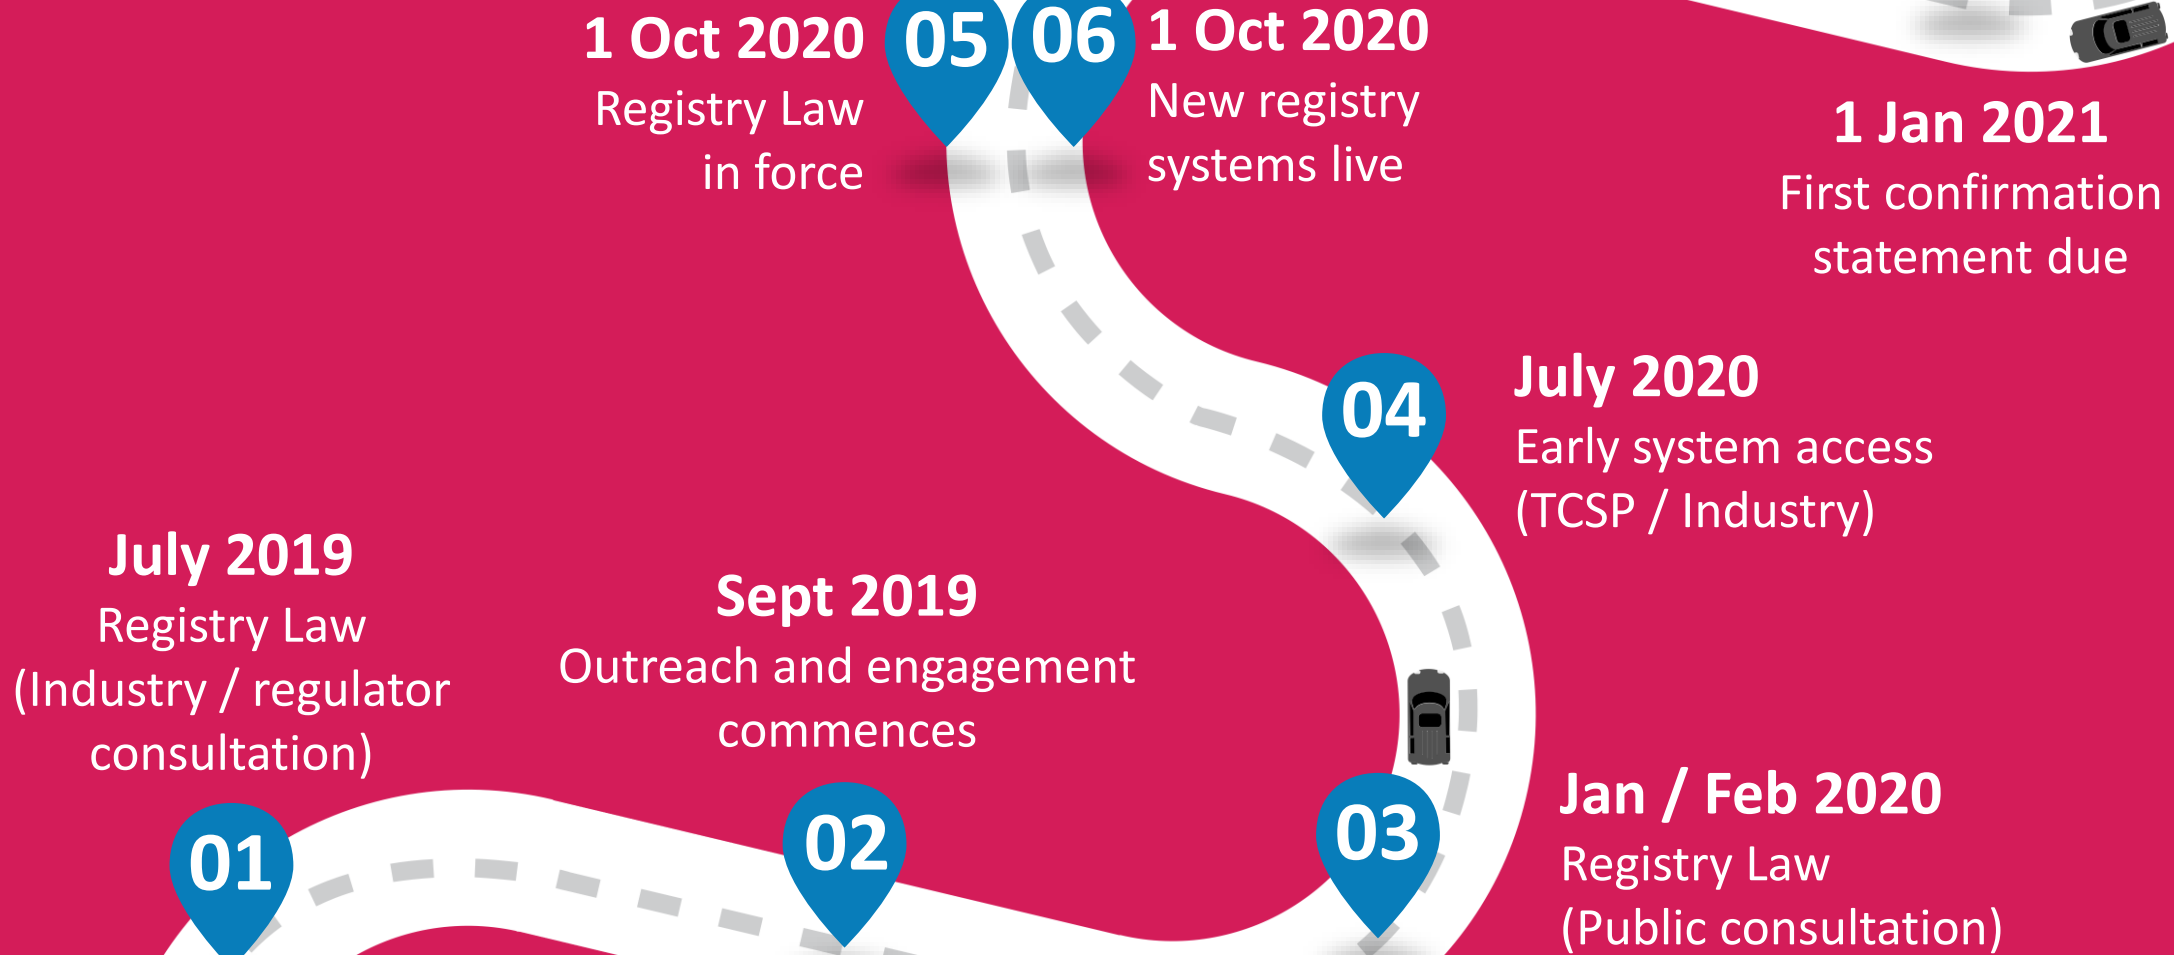 1 Oct 2020
Registry Law
in force
05
06
1 Oct 2020
New registry
systems live
1 Jan 2021
First confirmation
statement due
04
July 2020
Early system access
(TCSP / Industry)
July 2019
Registry Law
(Industry / regulator
consultation)
01
Sept 2019
Outreach and engagement
commences
02
03
Jan / Feb 2020
Registry Law
(Public consultation)